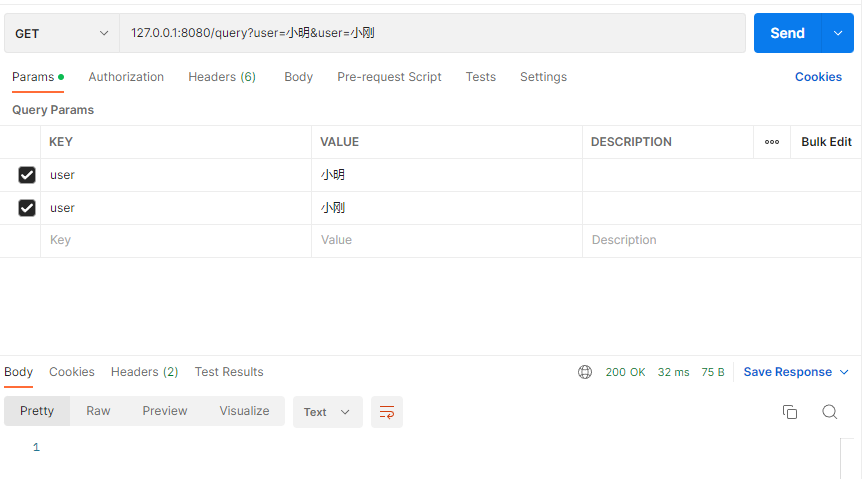 GET 127.0.0.1:8080/query?user=小明&user=小刚 Send
Params Authorization Headers (6) Body Pre-request Script Tests Settings Cookies
Query Params
KEY VALUE DESCRIPTION ooo Bulk Edit
user 小明
user 小刚
Key Value Description
Body Cookies Headers (2) Test Results 200 OK 32 ms 75 B Save Response
Pretty Raw Preview Visualize Text
1